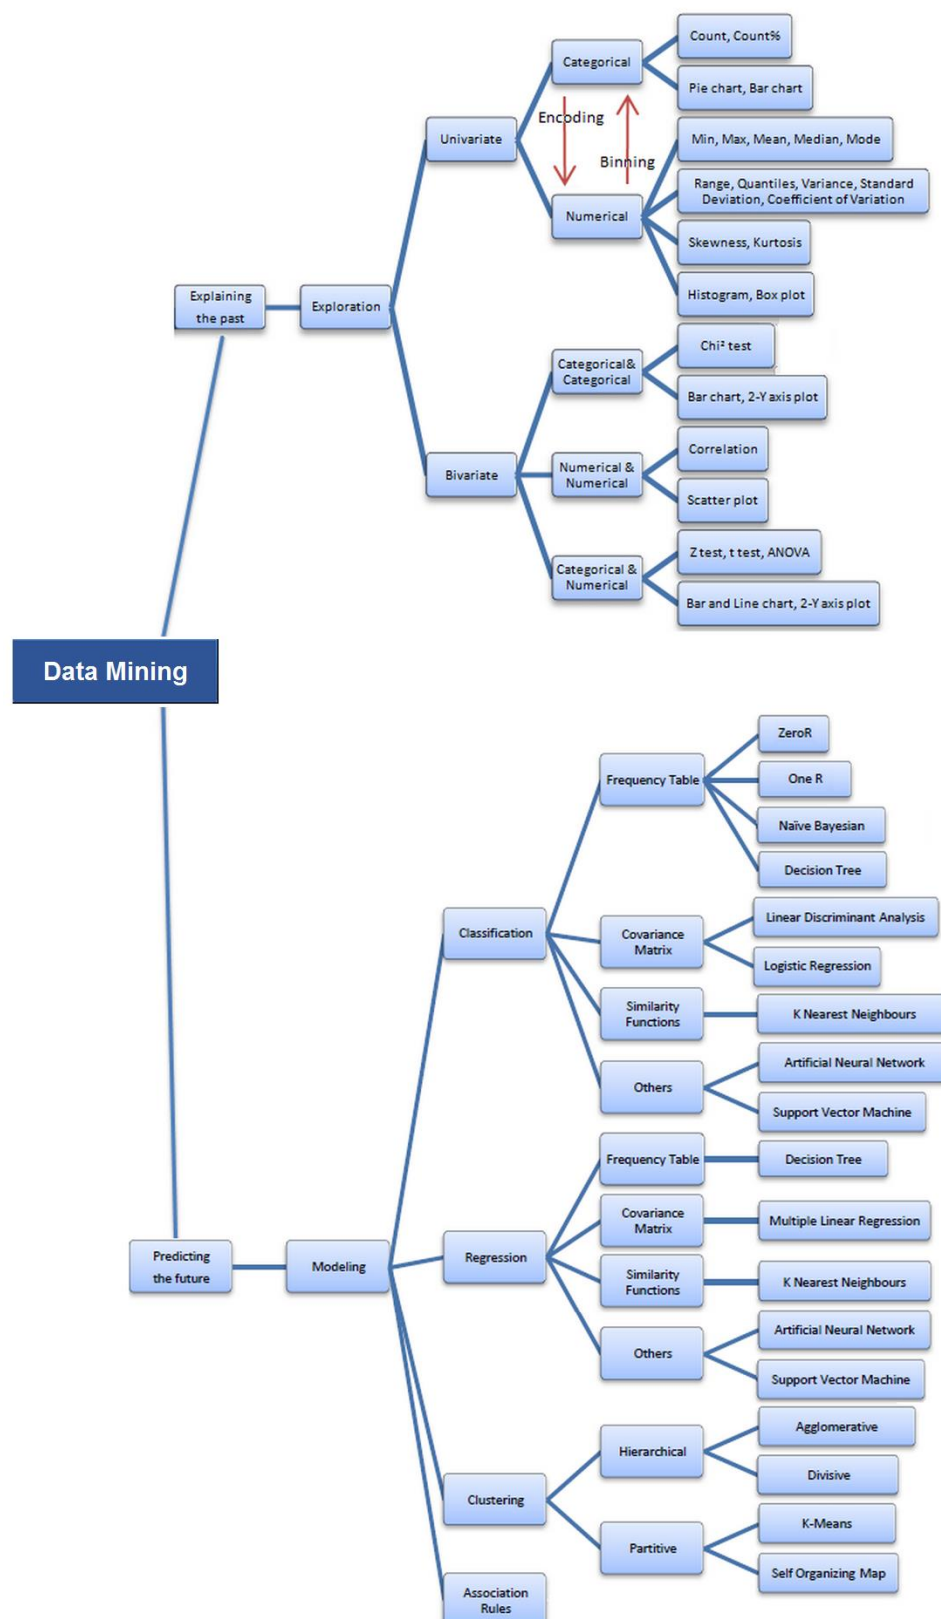 Count, Count%
Categorical
Pie chart, Bar chart
Encoding
Univariate
Min, Max, Mean, Median, Mode
Binning
Range, Quantiles, Variance, Standard
Deviation, Coefficient of Variation
Numerical
Skewness, Kurtosis
Histogram, Box plot
Explaining
the past
Exploration
Chi² test
Categorical&
Categorical
Bar chart, 2-Y axis plot
Correlation
Bivariate
Numerical &
Numerical
Scatter plot
Z test, t test, ANOVA
Categorical &
Numerical
Bar and Line chart, 2-Y axis plot
Data Mining
ZeroR
Frequency Table
One R
Naïve Bayesian
Decision Tree
Linear Discriminant Analysis
Classification
Covariance
Matrix
Logistic Regression
Similarity
Functions
K Nearest Neighbours
Artificial Neural Network
Others
Support Vector Machine
Frequency Table
Decision Tree
Covariance
Matrix
Multiple Linear Regression
Predicting
the future
Modeling
Regression
Similarity
Functions
K Nearest Neighbours
Artificial Neural Network
Others
Support Vector Machine
Agglomerative
Hierarchical
Divisive
Clustering
K-Means
Partitive
Self Organizing Map
Association
Rules